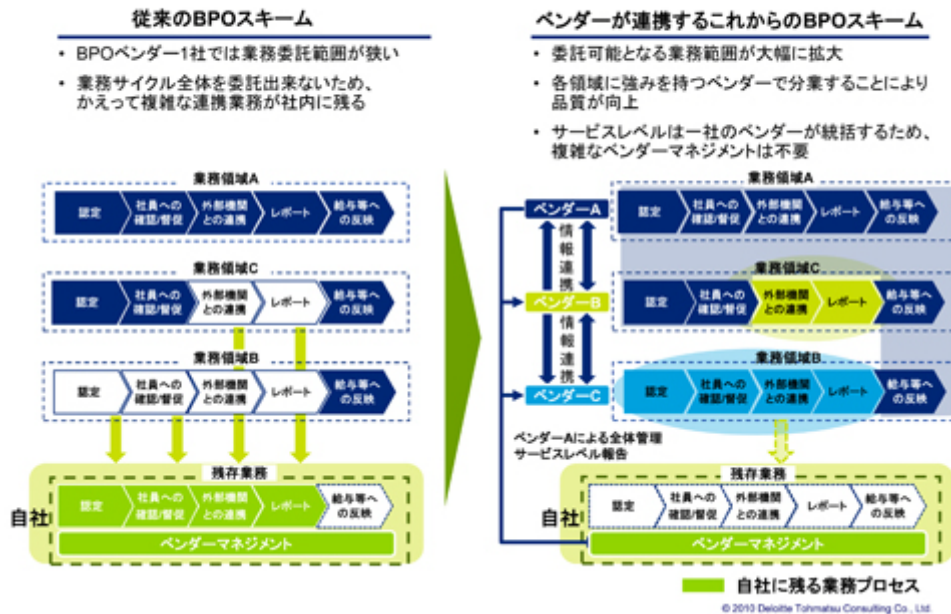 従来のBPOスキーム
• BPOベンダー1社では業務委託範囲が狭い
• 業務サイクル全体を委託出来ないため、
かえって複雑な連携業務が社内に残る
業務領域A
認定
社員への
確認/督促
外部機関
との連携
レポート
給与等へ
の反映
業務領域C
認定
社員への
確認/督促
外部機関
との連携
レポート
給与等へ
の反映
業務領域B
認定
社員への
確認/督促
外部機関
との連携
レポート
給与等へ
の反映
残存業務
自社
認定
社員への
確認/督促
外部機関
との連携
レポート
給与等へ
の反映
ベンダーマネジメント
ベンダーが連携するこれからのBPOスキーム
• 委託可能となる業務範囲が大幅に拡大
• 各領域に強みを持つベンダーで分業することにより
品質が向上
• サービスレベルは一社のベンダーが統括するため、
複雑なベンダーマネジメントは不要
業務領域A
ベンダーA
認定
社員への
確認/督促
外部機関
との連携
レポート
給与等へ
の反映
情報連携
業務領域C
ベンダーB
認定
社員への
確認/督促
外部機関
との連携
レポート
給与等へ
の反映
情報連携
業務領域B
ベンダーC
認定
社員への
確認/督促
外部機関
との連携
レポート
給与等へ
の反映
ベンダーAによる全体管理
サービスレベル報告
残存業務
自社
認定
社員への
確認/督促
外部機関
との連携
レポート
給与等へ
の反映
ベンダーマネジメント
自社に残る業務プロセス
© 2010 Deloitte Tohmatsu Consulting Co., Ltd